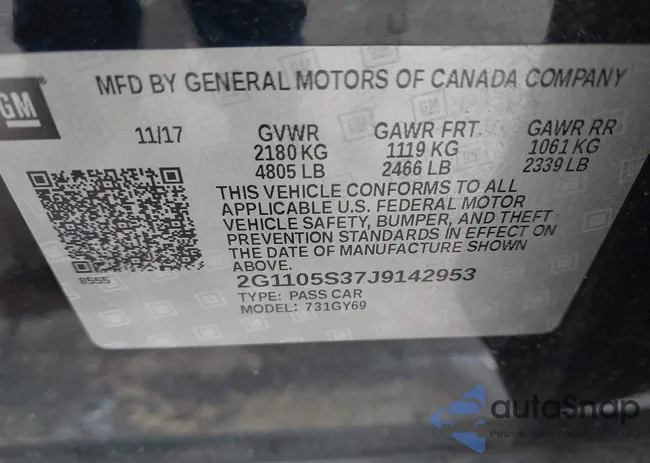 GM
MFD BY GENERAL MOTORS OF CANADA COMPANY
11/17 GVWR GAWR FRT. GAWR RR
2180 KG 1119 KG 1061 KG
4805 LB 2466 LB 2339 LB
THIS VEHICLE CONFORMS TO ALL
APPLICABLE U.S. FEDERAL MOTOR
VEHICLE SAFETY, BUMPER, AND THEFT
PREVENTION STANDARDS IN EFFECT ON
THE DATE OF MANUFACTURE SHOWN
ABOVE.
8555
2G1105S37J9142953
TYPE: PASS CAR
MODEL: 731GY69
autoSnap